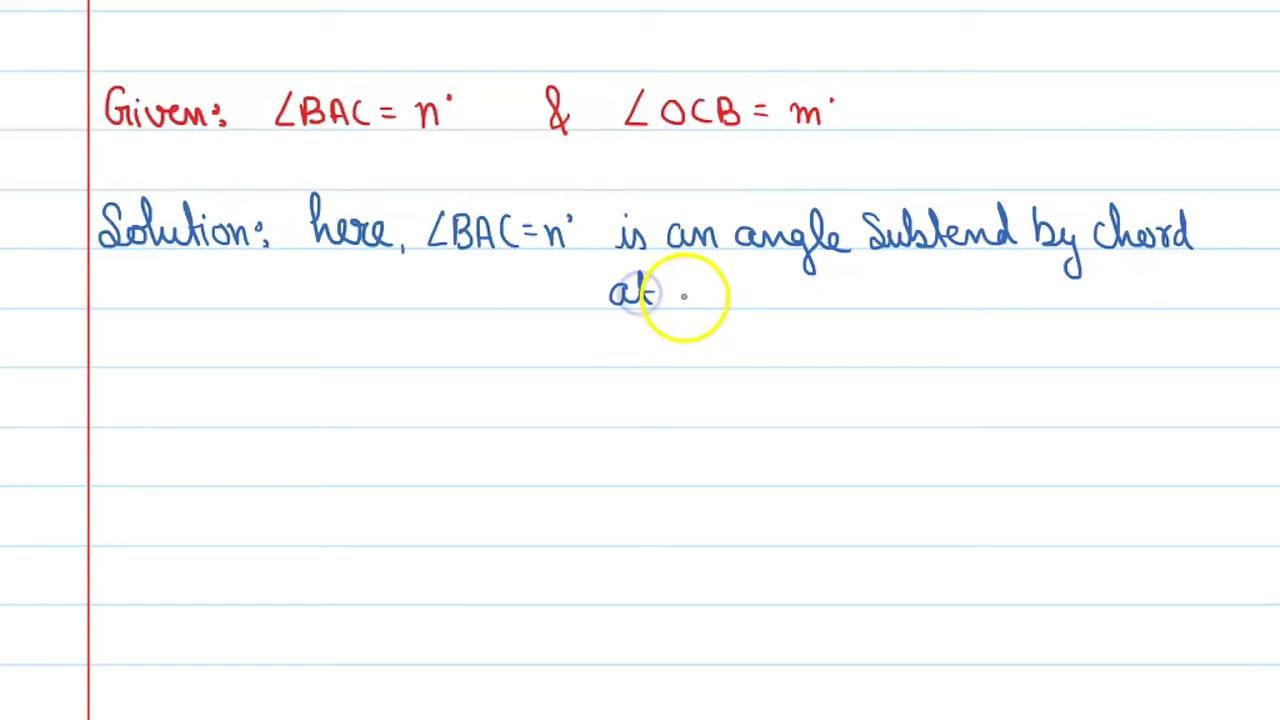 Given: ∠BAC = n° & ∠OCB = m°
Solution: here, ∠BAC = n° is an angle Subtend by chord
at